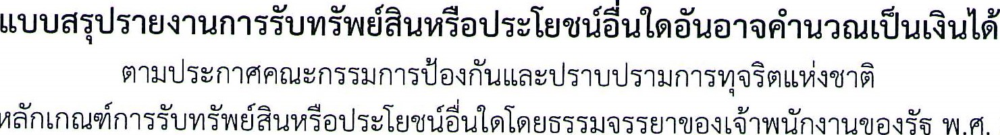 แบบสรุปรายงานการรับทรัพย์สินหรือประโยชน์อื่นใดอันอาจคำนวณเป็นเงินได้
ตามประกาศคณะกรรมการป้องกันและปราบปรามการทุจริตแห่งชาติ
หลักเกณฑ์การรับทรัพย์สินหรือประโยชน์อื่นใดโดยธรรมจรรยาของเจ้าพนักงานของรัฐ พ.ศ.